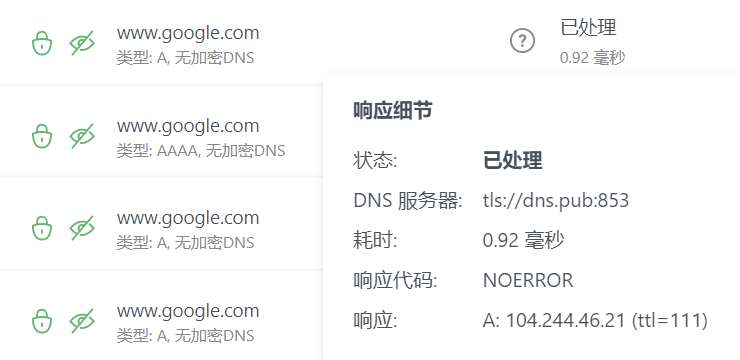 www.google.com
类型: A, 无加密DNS
已处理
0.92 毫秒
www.google.com
类型: AAAA, 无加密DNS
www.google.com
类型: A, 无加密DNS
www.google.com
类型: A, 无加密DNS
响应细节
状态: 已处理
DNS 服务器: tls://dns.pub:853
耗时: 0.92 毫秒
响应代码: NOERROR
响应: A: 104.244.46.21 (ttl=111)